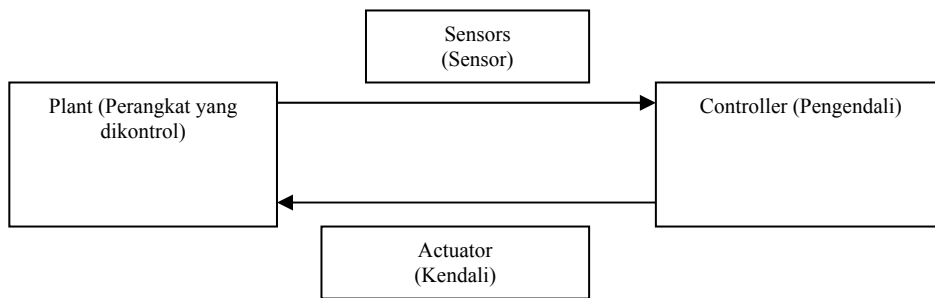 Sensors
(Sensor)
Plant (Perangkat yang
dikontrol)
Controller (Pengendali)
Actuator
(Kendali)